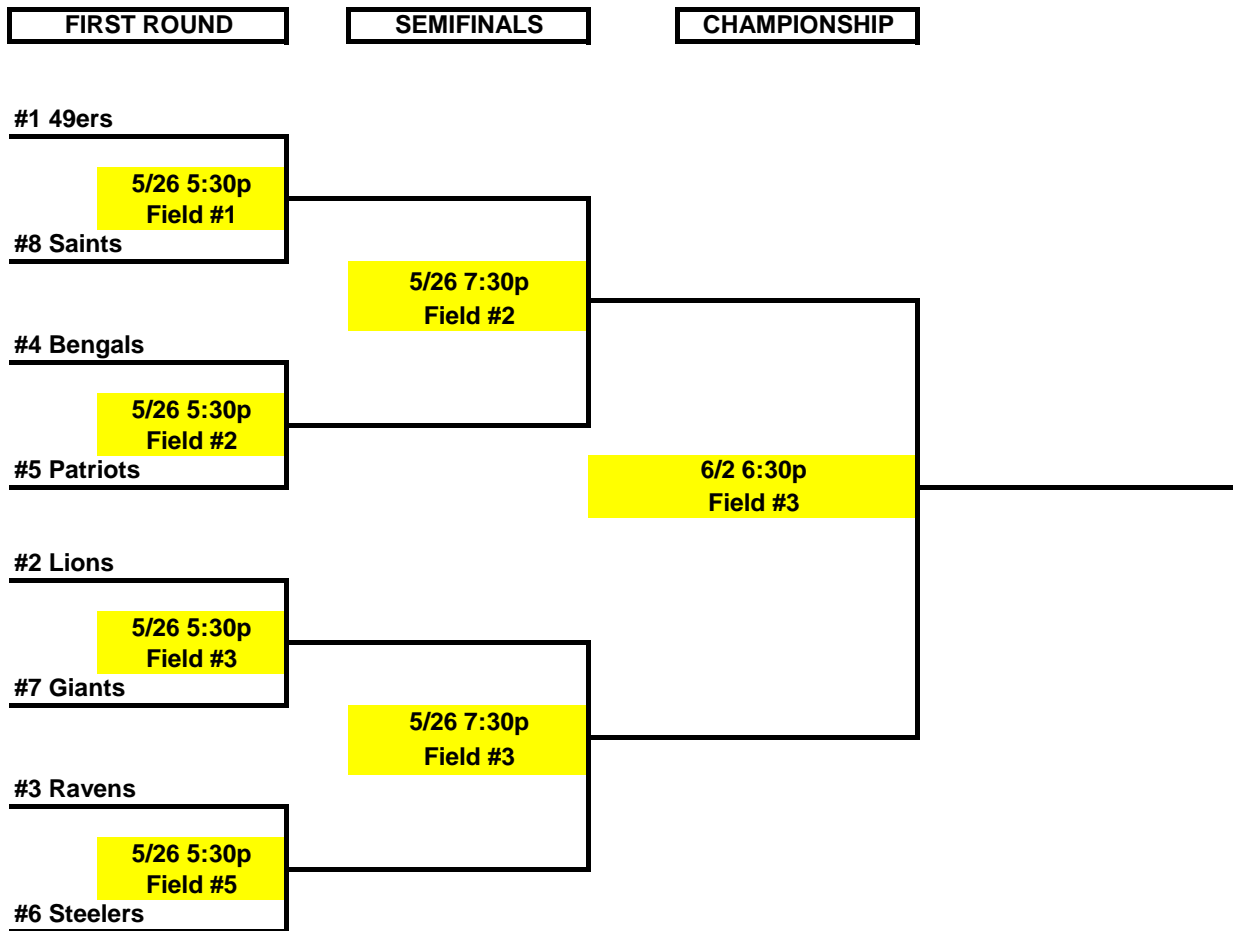 FIRST ROUND
SEMIFINALS
CHAMPIONSHIP
#1 49ers
5/26 5:30p
Field #1
#8 Saints
5/26 7:30p
Field #2
#4 Bengals
5/26 5:30p
Field #2
#5 Patriots
6/2 6:30p
Field #3
#2 Lions
5/26 5:30p
Field #3
#7 Giants
5/26 7:30p
Field #3
#3 Ravens
5/26 5:30p
Field #5
#6 Steelers